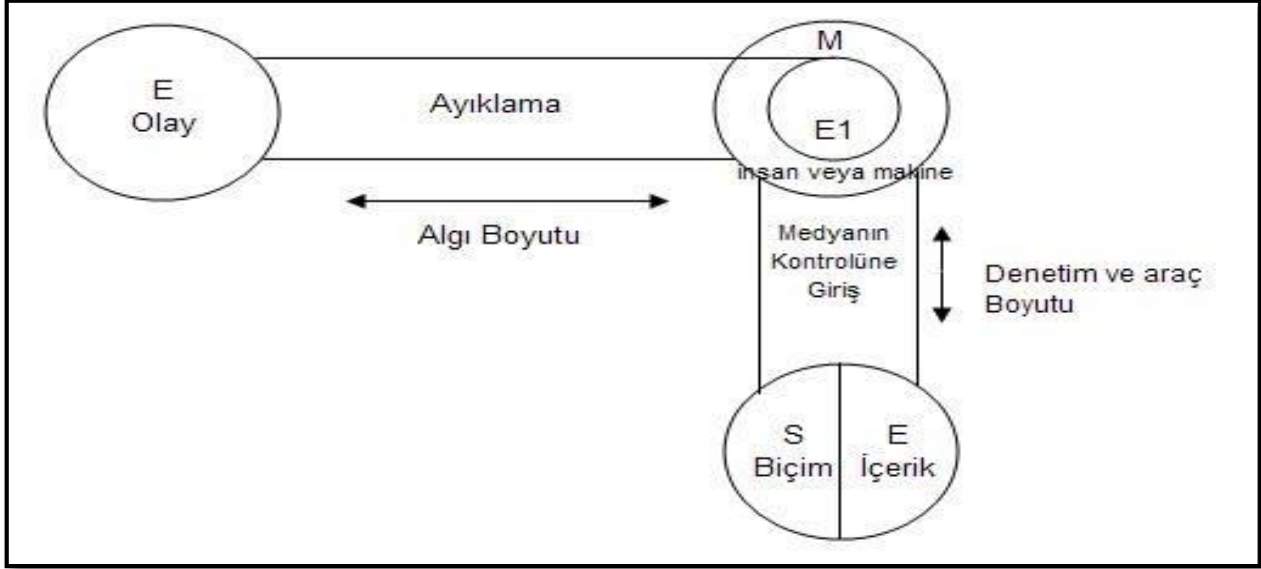 E
Olay
Ayıklama
M
E1
insan veya makine
Algı Boyutu
Medyanın
Kontrolüne
Giriş
Denetim ve araç
Boyutu
S
Biçim
E
İçerik